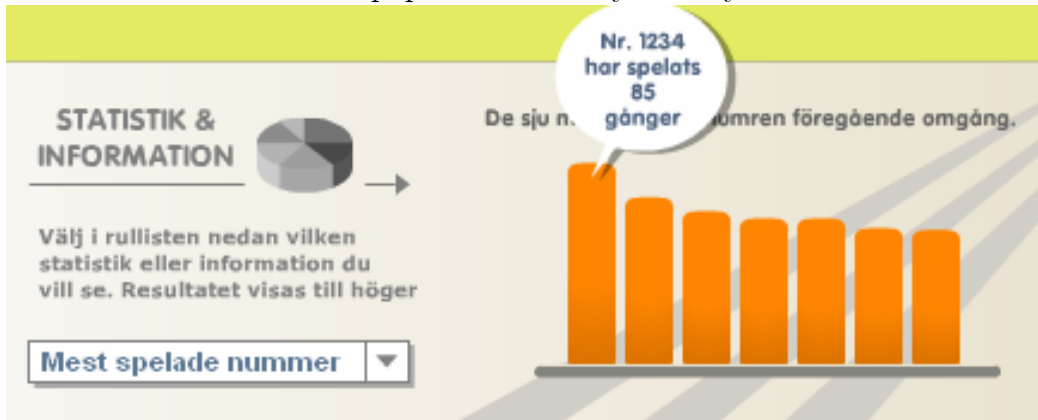 Nr. 1234
har spelats
85
gånger
STATISTIK &
INFORMATION
De sju numren föregående omgång.
Välj i rullisten nedan vilken
statistik eller information du
vill se. Resultatet visas till höger
Mest spelade nummer